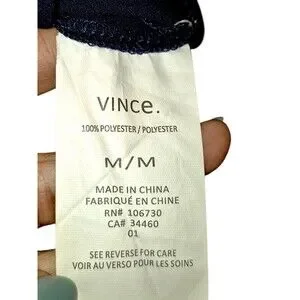 VINCe.
100% POLYESTER / POLYESTER
M/M
MADE IN CHINA
FABRIQUÉ EN CHINE
RN# 106730
CA# 34460
01
SEE REVERSE FOR CARE
VOIR AU VERSO POUR LES SOINS